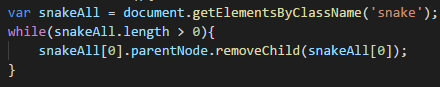 var snakeAll = document.getElementsByClassName('snake');
while(snakeAll.length > 0){
    snakeAll[0].parentNode.removeChild(snakeAll[0]);
}